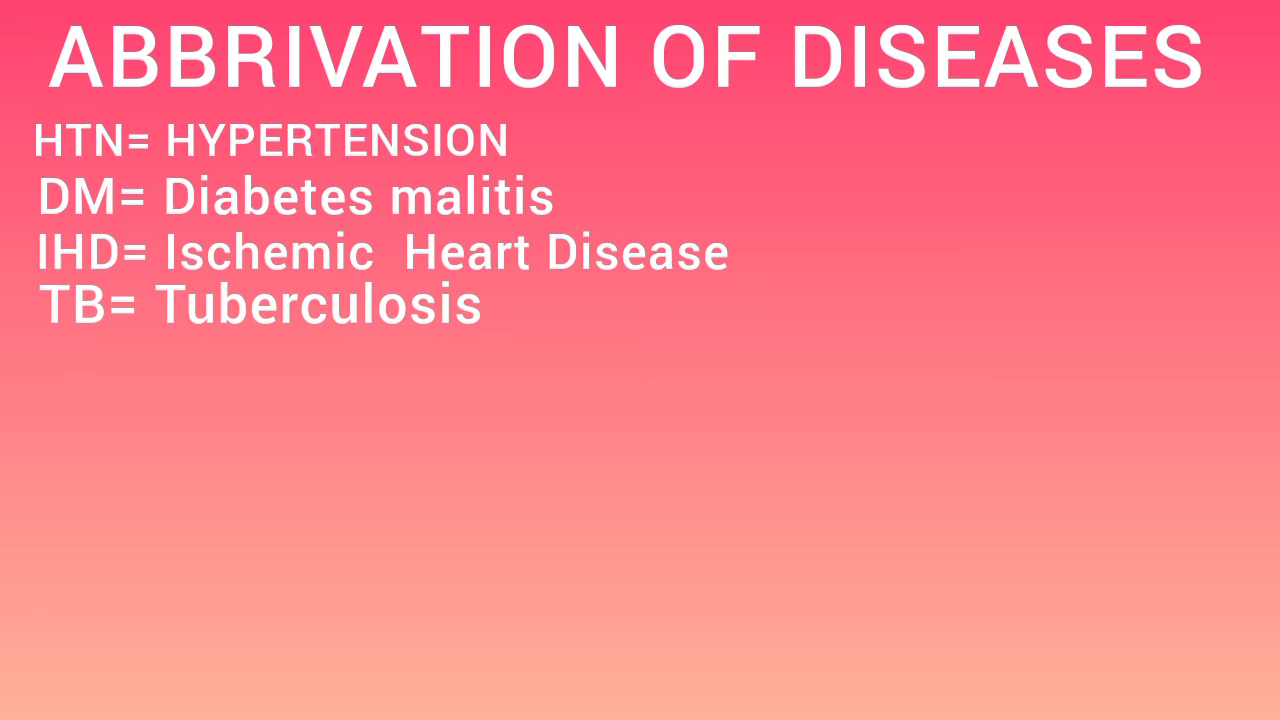 ABBRIVATION OF DISEASES
HTN= HYPERTENSION
DM= Diabetes malitis
IHD= Ischemic  Heart Disease
TB= Tuberculosis